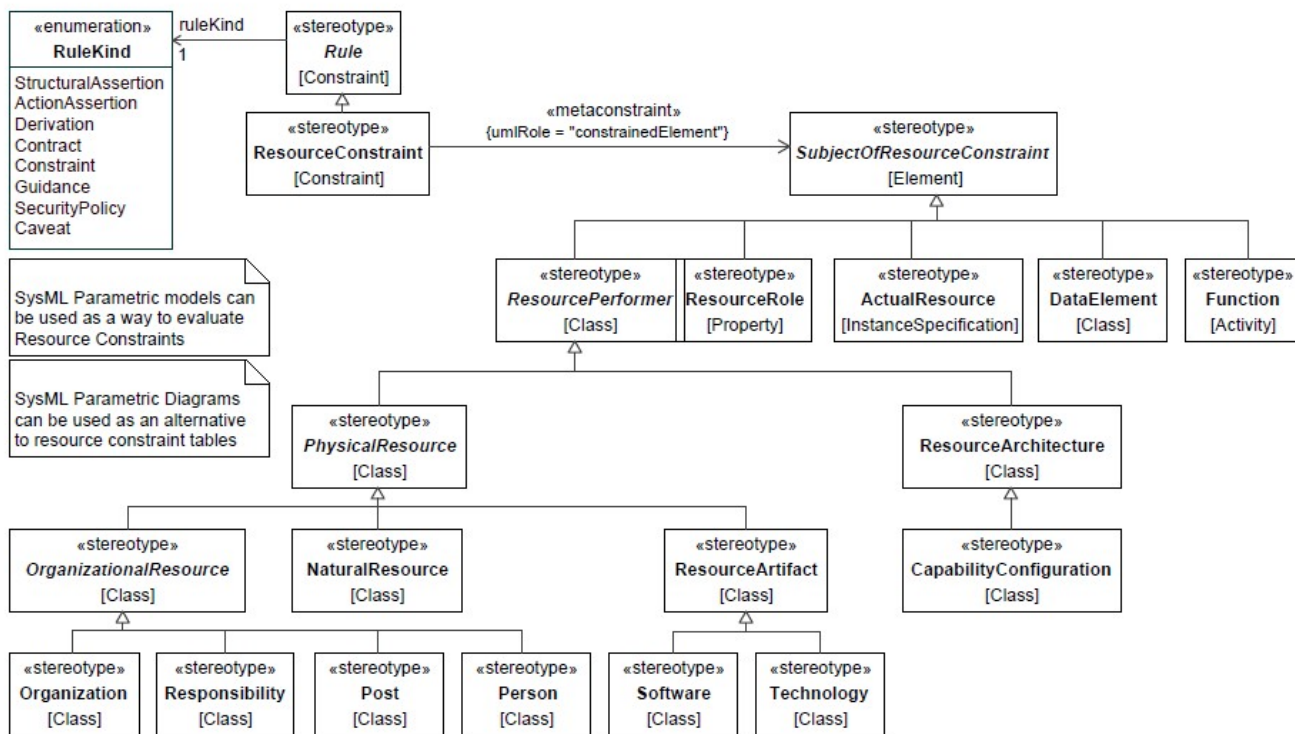 «enumeration»
RuleKind
StructuralAssertion
ActionAssertion
Derivation
Contract
Constraint
Guidance
SecurityPolicy
Caveat
ruleKind
1
«stereotype»
Rule
[Constraint]
«stereotype»
ResourceConstraint
[Constraint]
«metaconstraint»
{umlRole = "constrainedElement"}
«stereotype»
SubjectOfResourceConstraint
[Element]
SysML Parametric models can
be used as a way to evaluate
Resource Constraints
SysML Parametric Diagrams
can be used as an alternative
to resource constraint tables
«stereotype»
ResourcePerformer
[Class]
«stereotype»
ResourceRole
[Property]
«stereotype»
ActualResource
[InstanceSpecification]
«stereotype»
DataElement
[Class]
«stereotype»
Function
[Activity]
«stereotype»
PhysicalResource
[Class]
«stereotype»
ResourceArchitecture
[Class]
«stereotype»
OrganizationalResource
[Class]
«stereotype»
NaturalResource
[Class]
«stereotype»
ResourceArtifact
[Class]
«stereotype»
CapabilityConfiguration
[Class]
«stereotype»
Organization
[Class]
«stereotype»
Responsibility
[Class]
«stereotype»
Post
[Class]
«stereotype»
Person
[Class]
«stereotype»
Software
[Class]
«stereotype»
Technology
[Class]